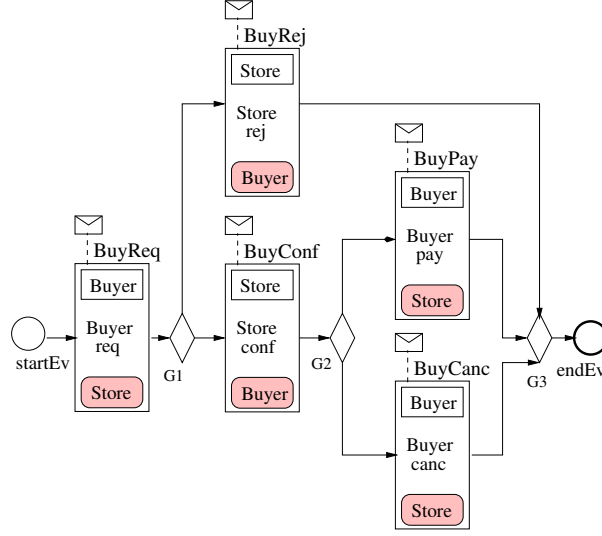 BuyRej
Store
Store
rej
Buyer
BuyPay
Buyer
Buyer
pay
Store
BuyReq
Buyer
Buyer
req
Store
BuyConf
Store
Store
conf
Buyer
startEv
G1
G2
G3
endEv
BuyCanc
Buyer
Buyer
canc
Store